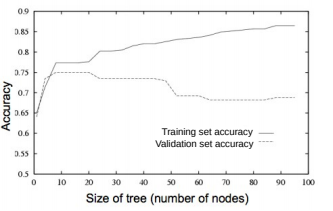 0.9
0.85
0.8
0.75
0.7
0.65
0.6
0.55
0.5
Accuracy
Training set accuracy
Validation set accuracy
0 10 20 30 40 50 60 70 80 90 100
Size of tree (number of nodes)